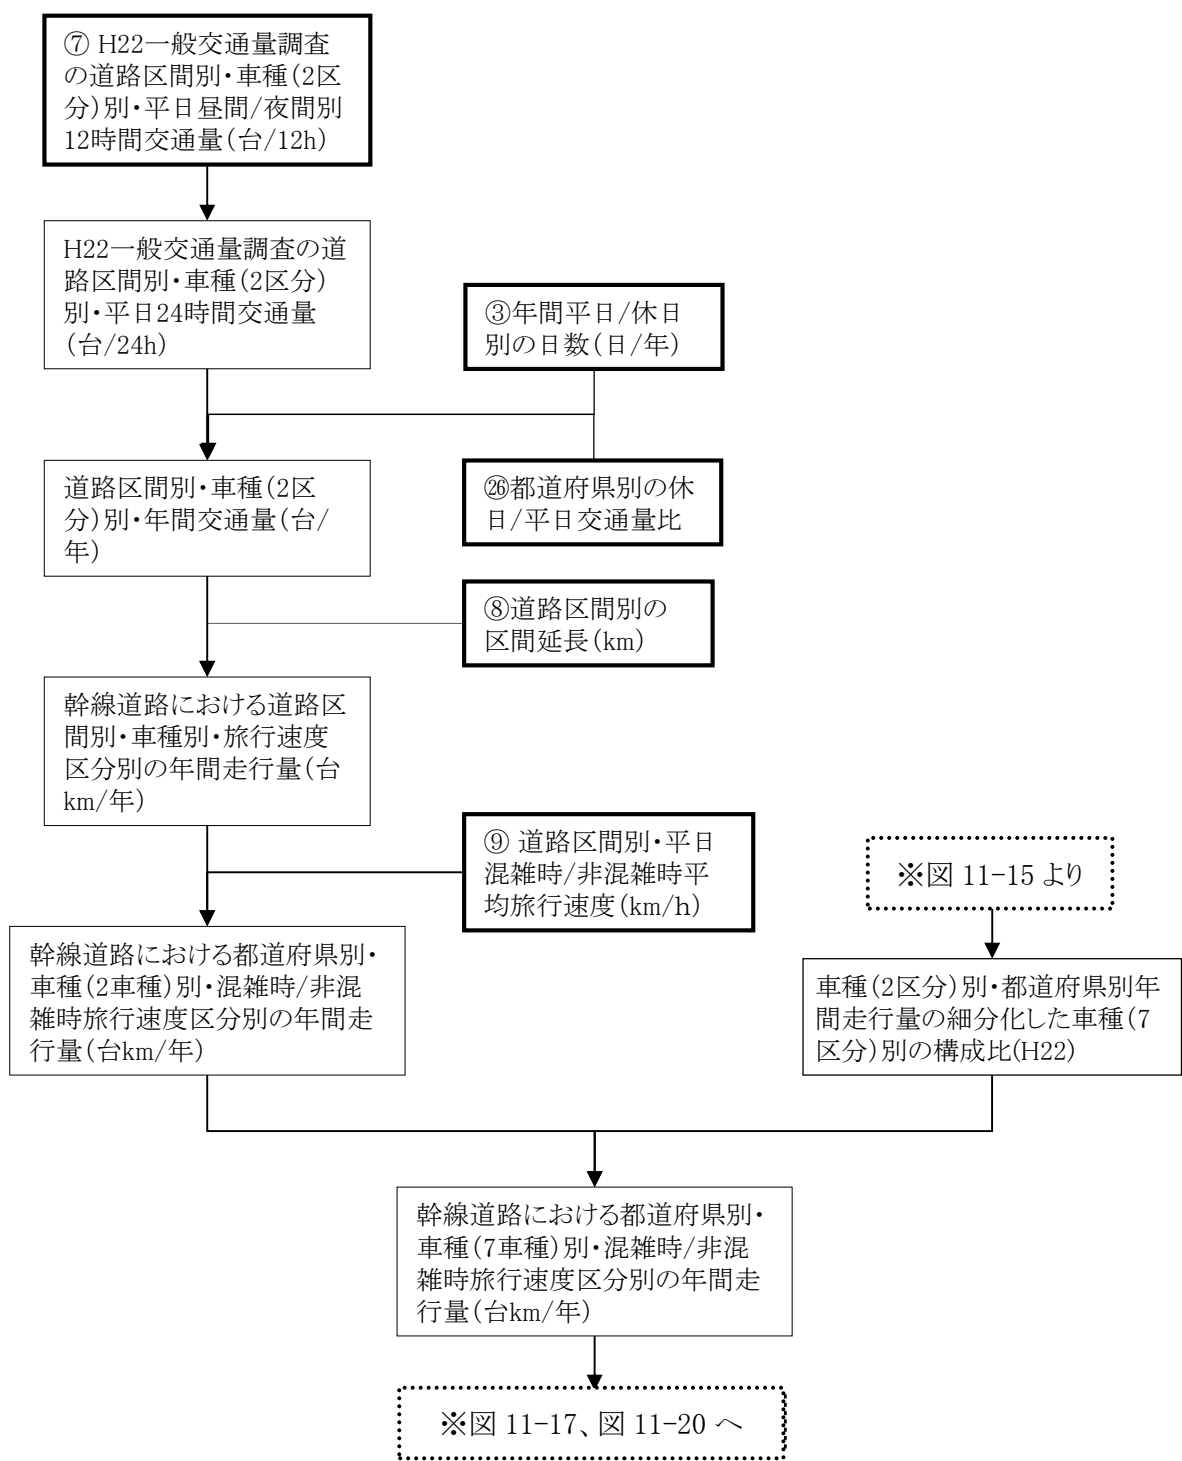 ⑦ H22一般交通量調査
の道路区間別・車種(2区
分)別・平日昼間/夜間別
12時間交通量(台/12h)
H22一般交通量調査の道
路区間別・車種(2区分)
別・平日24時間交通量
(台/24h)
③年間平日/休日
別の日数(日/年)
道路区間別・車種(2区
分)別・年間交通量(台/
年)
㉖都道府県別の休
日/平日交通量比
⑧道路区間別の
区間延長(km)
幹線道路における道路区
間別・車種別・旅行速度
区分別の年間走行量(台
km/年)
⑨ 道路区間別・平日
混雑時/非混雑時平
均旅行速度(km/h)
※図 11-15 より
幹線道路における都道府県別・
車種(2車種)別・混雑時/非混
雑時旅行速度区分別の年間走
行量(台km/年)
車種(2区分)別・都道府県別年
間走行量の細分化した車種(7
区分)別の構成比(H22)
幹線道路における都道府県別・
車種(7車種)別・混雑時/非混
雑時旅行速度区分別の年間走
行量(台km/年)
※図 11-17、図 11-20 へ